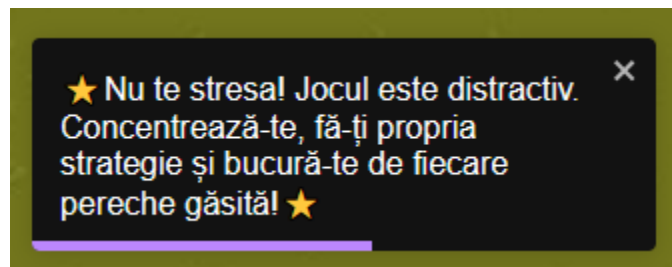 ⭐ Nu te stresa! Jocul este distractiv.
Concentrează-te, fă-ți propria
strategie și bucură-te de fiecare
pereche găsită! ⭐